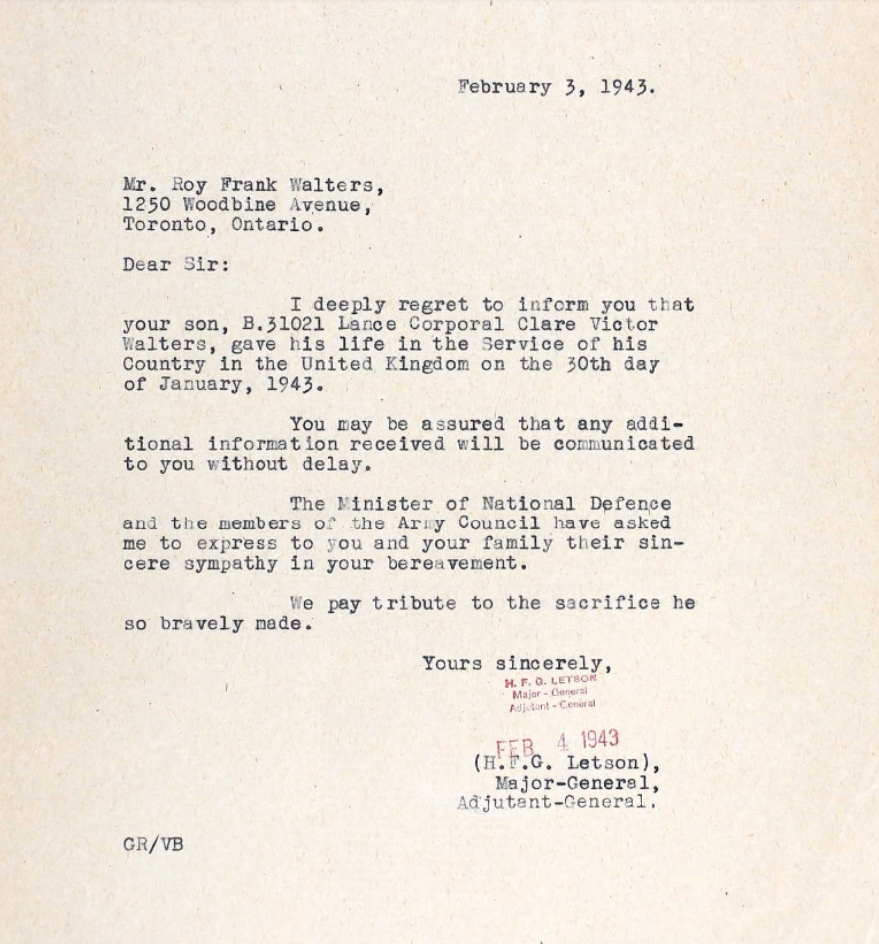 February 3, 1943.
Mr. Roy Frank Walters,
1250 Woodbine Avenue,
Toronto, Ontario.
Dear Sir:
I deeply regret to inform you that
your son, B.31021 Lance Corporal Clare Victor
Walters, gave his life in the Service of his
Country in the United Kingdom on the 30th day
of January, 1943.
You may be assured that any addi-
tional information received will be communicated
to you without delay.
The Minister of National Defence
and the members of the Army Council have asked
me to express to you and your family their sin-
cere sympathy in your bereavement.
We pay tribute to the sacrifice he
so bravely made.
Yours sincerely,
H. F. G. LETSON
Major - General
Adjutant - General
FEB 4 1943
(H.F.G. Letson),
Major-General,
Adjutant-General.
GR/VB